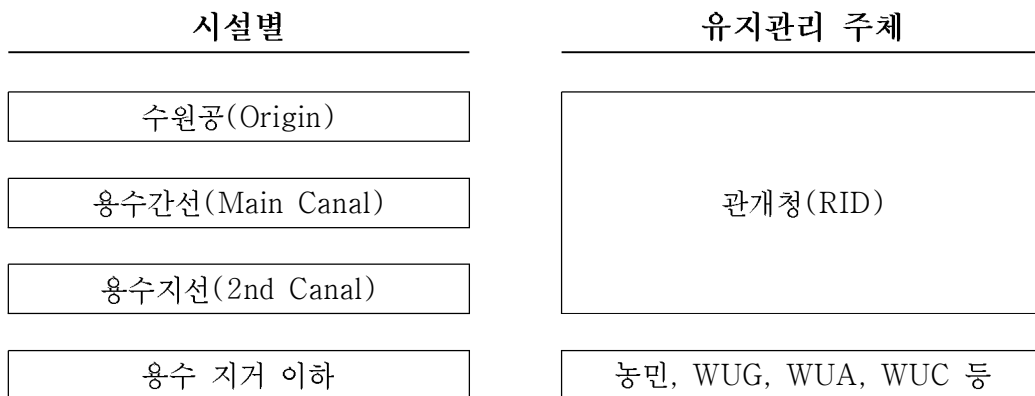 시설별
유지관리 주체
수원공(Origin)
용수간선(Main Canal)
관개청(RID)
용수지선(2nd Canal)
용수 지거 이하
농민, WUG, WUA, WUC 등